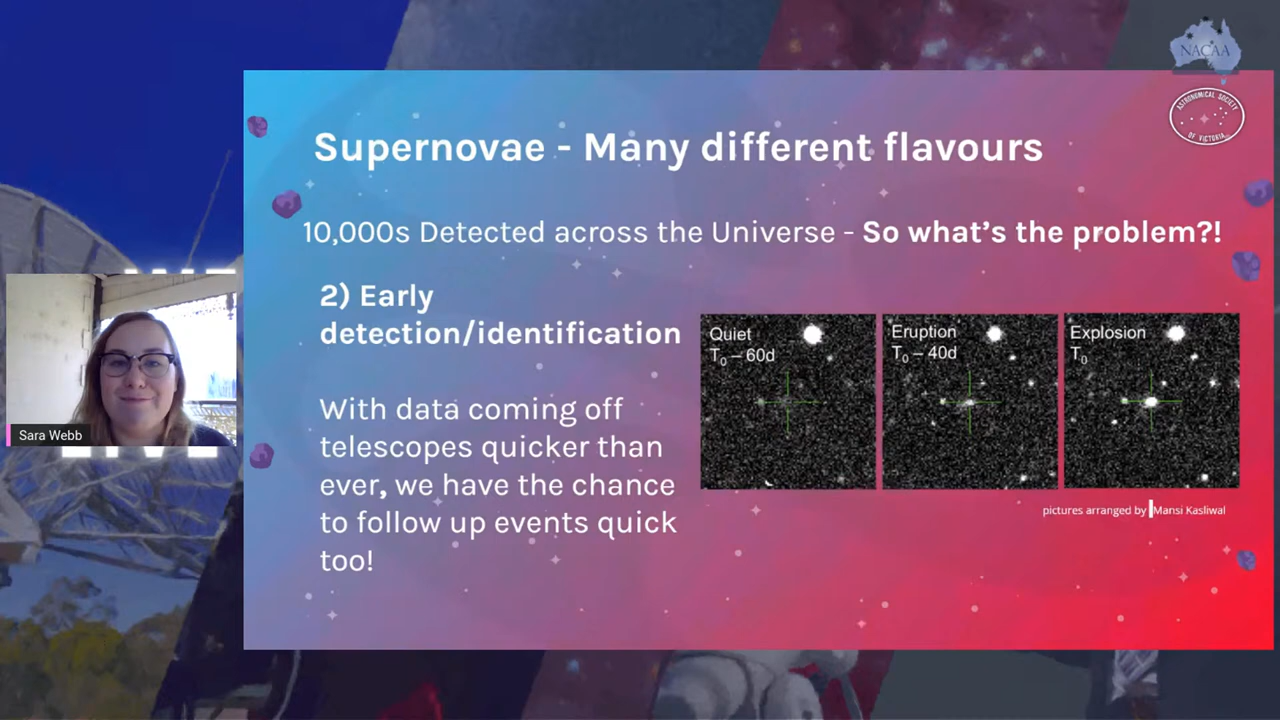 NACAA
ASTRONOMICAL SOCIETY
OF VICTORIA
Supernovae - Many different flavours
10,000s Detected across the Universe - So what's the problem?!
2) Early
detection/identification
With data coming off
telescopes quicker than
ever, we have the chance
to follow up events quick
too!
Quiet
T₀ – 60d
Eruption
T₀ – 40d
Explosion
T₀
pictures arranged by Mansi Kasliwal
Sara Webb